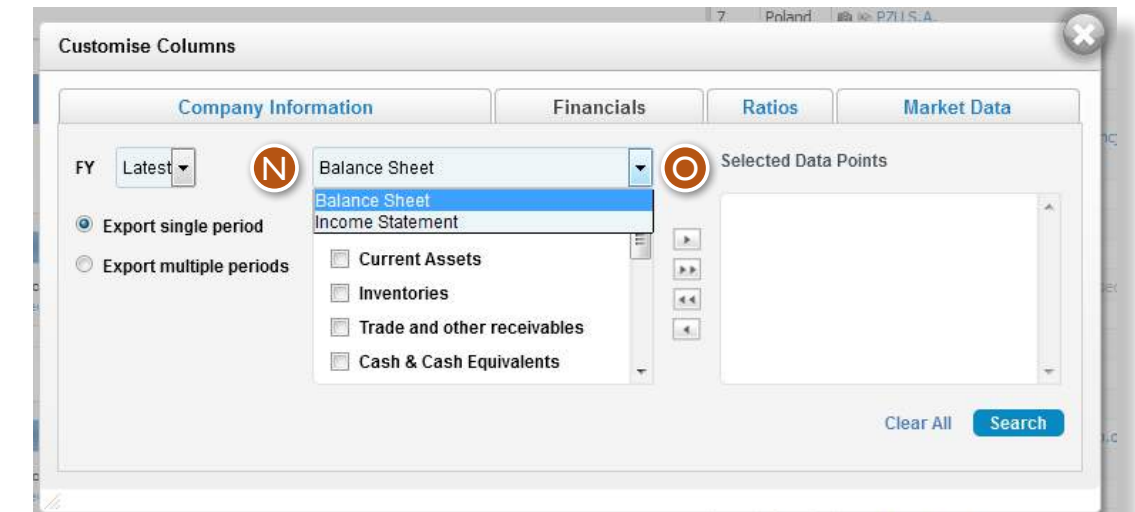 7 Poland PZU S.A.
Customise Columns
Company Information Financials Ratios Market Data
FY Latest N Balance Sheet O Selected Data Points
Balance Sheet
Income Statement
Export single period
Current Assets
Export multiple periods
Inventories
Trade and other receivables
Cash & Cash Equivalents
Clear All Search